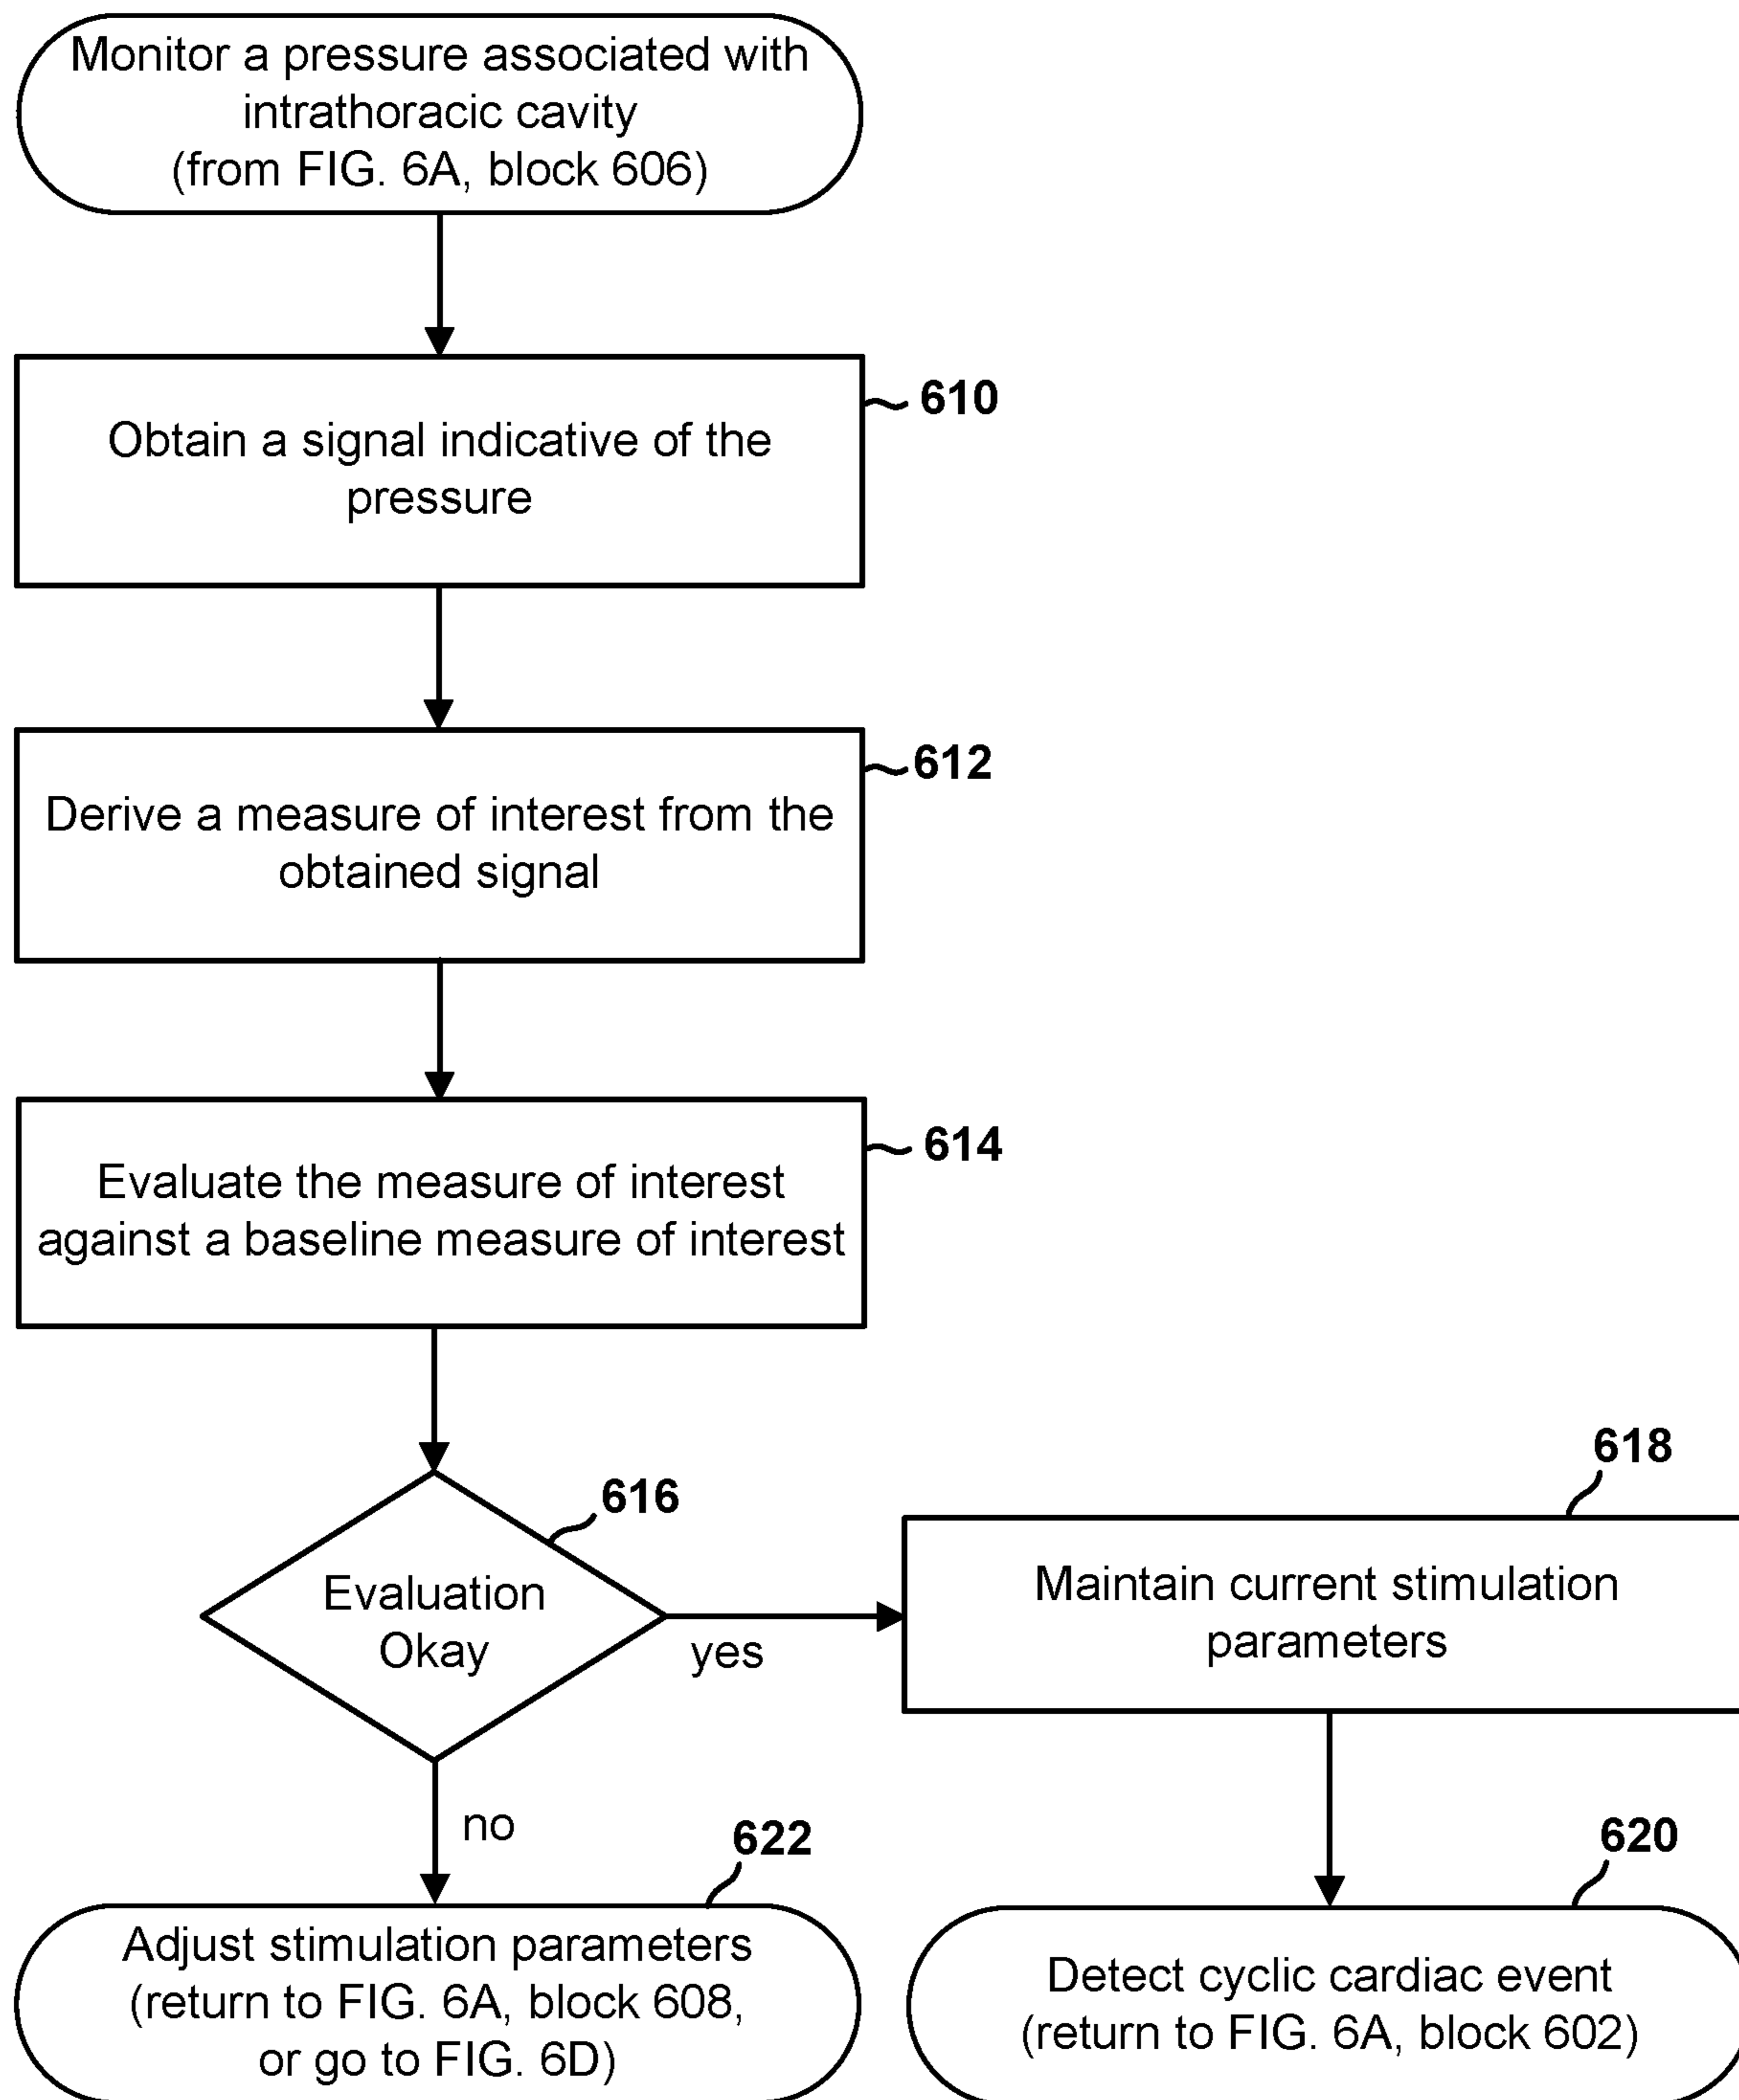 Monitor a pressure associated with
intrathoracic cavity
(from FIG. 6A, block 606)
610
Obtain a signal indicative of the
pressure
612
Derive a measure of interest from the
obtained signal
614
Evaluate the measure of interest
against a baseline measure of interest
616
Evaluation
Okay
yes
618
Maintain current stimulation
parameters
no
622
Adjust stimulation parameters
(return to FIG. 6A, block 608,
or go to FIG. 6D)
620
Detect cyclic cardiac event
(return to FIG. 6A, block 602)